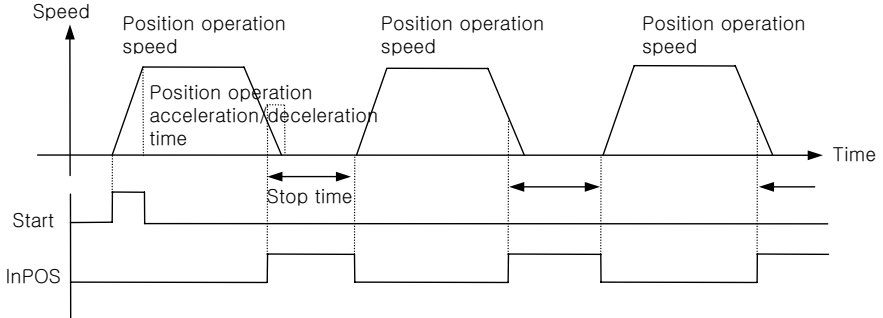 Speed
Position operation
speed
Position operation
speed
Position operation
speed
Position operation
acceleration/deceleration
time
Time
Stop time
Start
InPOS